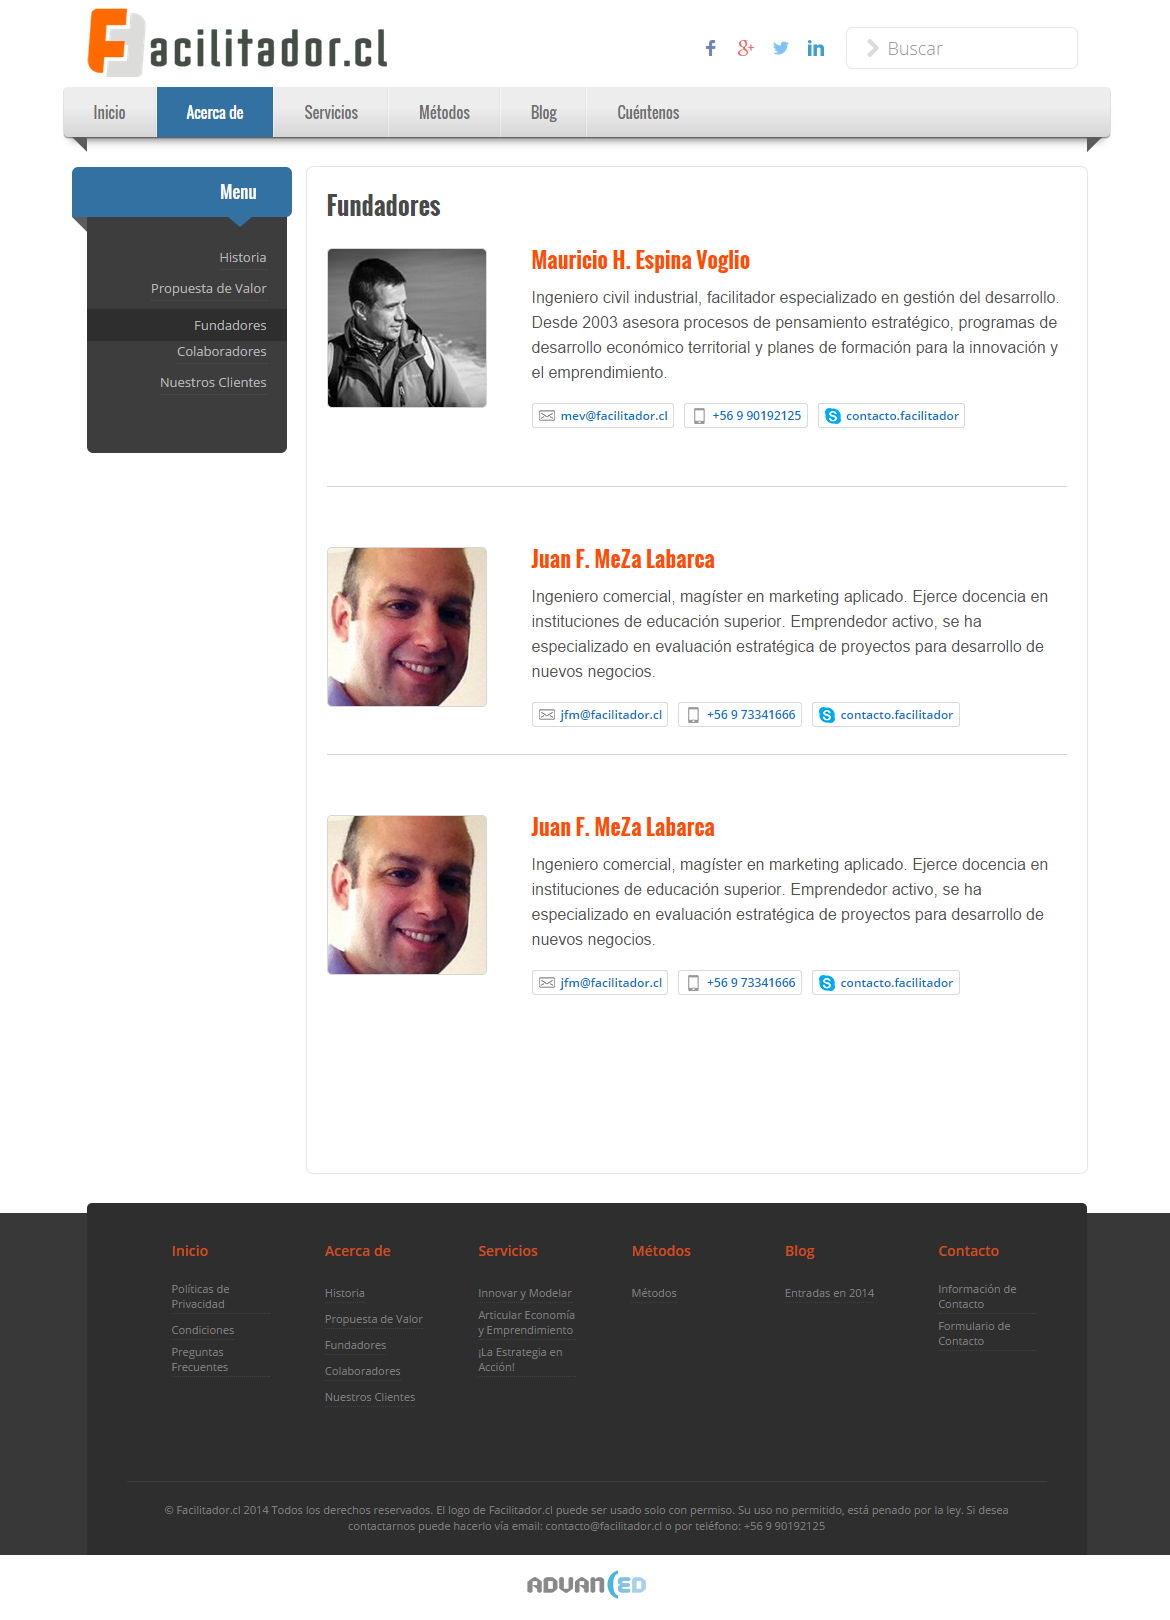 Facilitador.cl
Buscar
Inicio
Acerca de
Servicios
Métodos
Blog
Cuéntenos
Menu
Historia
Propuesta de Valor
Fundadores
Colaboradores
Nuestros Clientes
Fundadores
Mauricio H. Espina Voglio
Ingeniero civil industrial, facilitador especializado en gestión del desarrollo.
Desde 2003 asesora procesos de pensamiento estratégico, programas de
desarrollo económico territorial y planes de formación para la innovación y
el emprendimiento.
mev@facilitador.cl
+56 9 90192125
contacto.facilitador
Juan F. MeZa Labarca
Ingeniero comercial, magíster en marketing aplicado. Ejerce docencia en
instituciones de educación superior. Emprendedor activo, se ha
especializado en evaluación estratégica de proyectos para desarrollo de
nuevos negocios.
jfm@facilitador.cl
+56 9 73341666
contacto.facilitador
Juan F. MeZa Labarca
Ingeniero comercial, magíster en marketing aplicado. Ejerce docencia en
instituciones de educación superior. Emprendedor activo, se ha
especializado en evaluación estratégica de proyectos para desarrollo de
nuevos negocios.
jfm@facilitador.cl
+56 9 73341666
contacto.facilitador
Inicio
Políticas de
Privacidad
Condiciones
Preguntas
Frecuentes
Acerca de
Historia
Propuesta de Valor
Fundadores
Colaboradores
Nuestros Clientes
Servicios
Innovar y Modelar
Articular Economía
y Emprendimiento
¡La Estrategia en
Acción!
Métodos
Métodos
Blog
Entradas en 2014
Contacto
Información de
Contacto
Formulario de
Contacto
© Facilitador.cl 2014 Todos los derechos reservados. El logo de Facilitador.cl puede ser usado solo con permiso. Su uso no permitido, está penado por la ley. Si desea
contactarnos puede hacerlo vía email: contacto@facilitador.cl o por teléfono: +56 9 90192125
ADVANCED